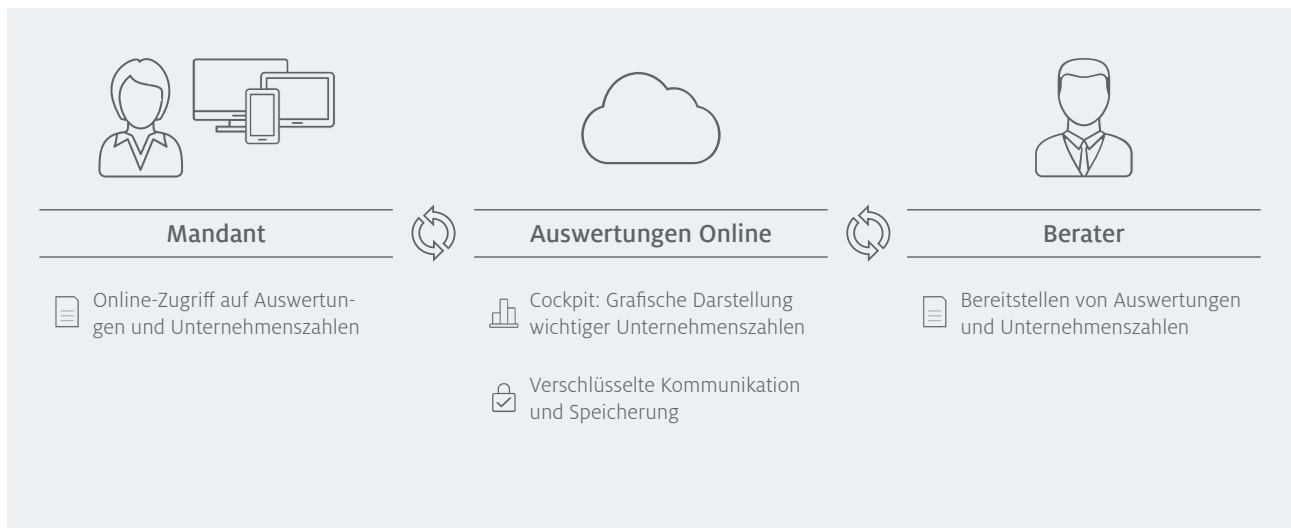 Mandant
Online-Zugriff auf Auswertun-
gen und Unternehmenszahlen
Auswertungen Online
Cockpit: Grafische Darstellung
wichtiger Unternehmenszahlen
Verschlüsselte Kommunikation
und Speicherung
Berater
Bereitstellen von Auswertungen
und Unternehmenszahlen